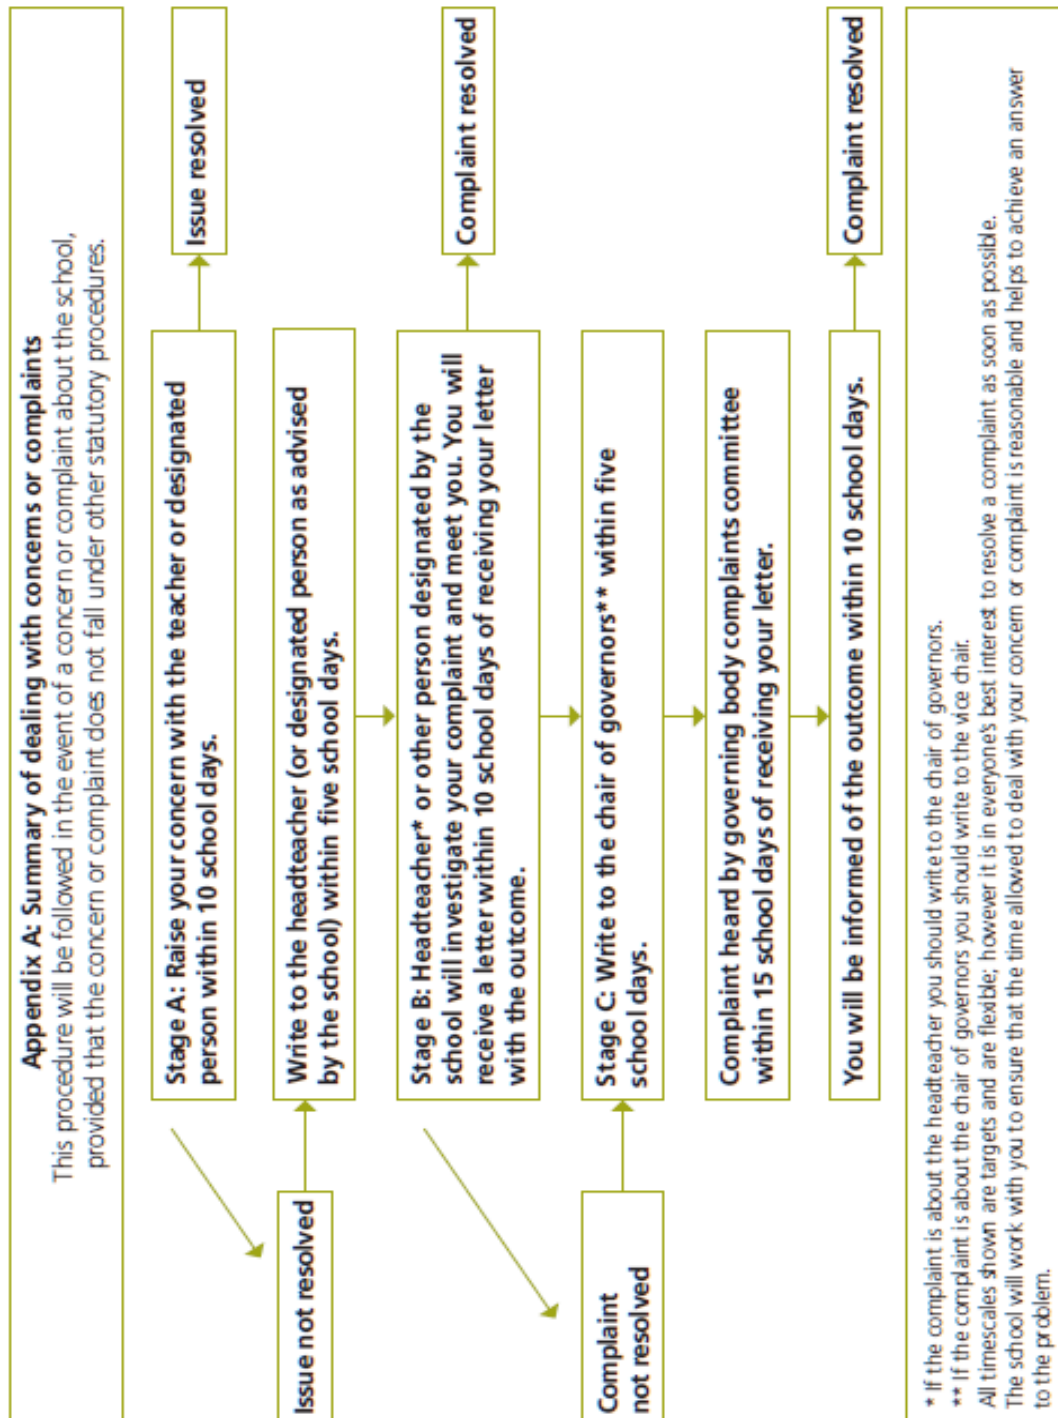 Appendix A: Summary of dealing with concerns or complaints
This procedure will be followed in the event of a concern or complaint about the school,
provided that the concern or complaint does not fall under other statutory procedures.
Stage A: Raise your concern with the teacher or designated
person within 10 school days.
Issue resolved
Issue not resolved
Write to the headteacher (or designated person as advised
by the school) within five school days.
Stage B: Headteacher* or other person designated by the
school will investigate your complaint and meet you. You will
receive a letter within 10 school days of receiving your letter
with the outcome.
Complaint resolved
Complaint
not resolved
Stage C: Write to the chair of governors** within five
school days.
Complaint heard by governing body complaints committee
within 15 school days of receiving your letter.
You will be informed of the outcome within 10 school days.
Complaint resolved
* If the complaint is about the headteacher you should write to the chair of governors.
** If the complaint is about the chair of governors you should write to the vice chair.
All timescales shown are targets and are flexible; however it is in everyone's best interest to resolve a complaint as soon as possible.
The school will work with you to ensure that the time allowed to deal with your concern or complaint is reasonable and helps to achieve an answer
to the problem.